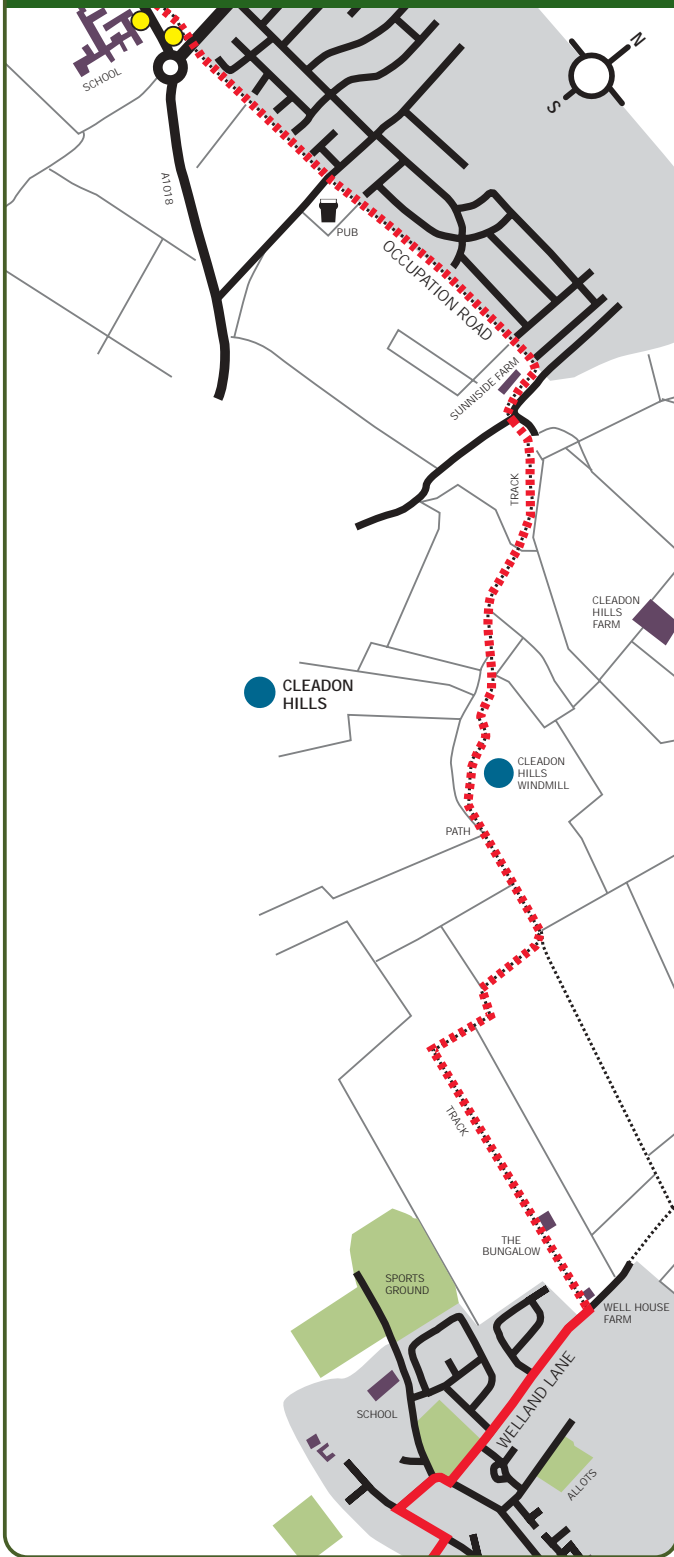 SCHOOL
N
S
A1018
PUB
OCCUPATION ROAD
SUNNISIDE FARM
TRACK
CLEADON
HILLS
FARM
CLEADON
HILLS
CLEADON
HILLS
WINDMILL
PATH
TRACK
THE
BUNGALOW
SPORTS
GROUND
WELL HOUSE
FARM
WELLAND LANE
SCHOOL
ALLOTS